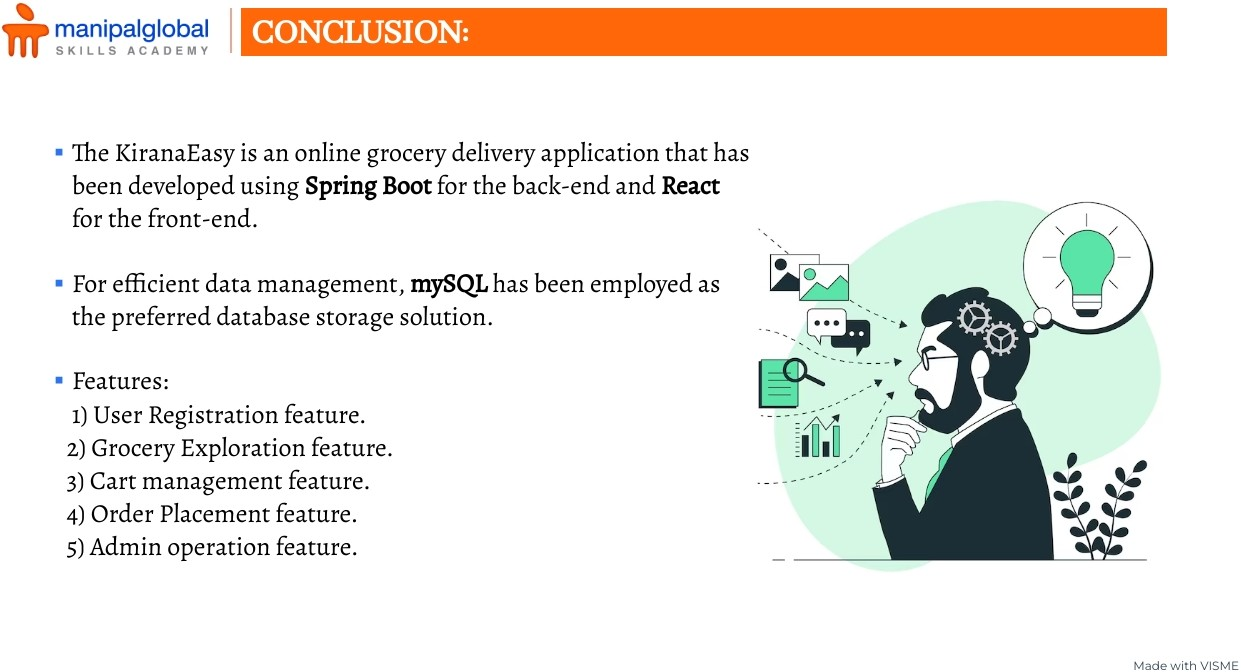 manipalglobal
SKILLS ACADEMY
CONCLUSION:
▪ The KiranaEasy is an online grocery delivery application that has
been developed using Spring Boot for the back-end and React
for the front-end.
▪ For efficient data management, mySQL has been employed as
the preferred database storage solution.
▪ Features:
1) User Registration feature.
2) Grocery Exploration feature.
3) Cart management feature.
4) Order Placement feature.
5) Admin operation feature.
Made with VISME